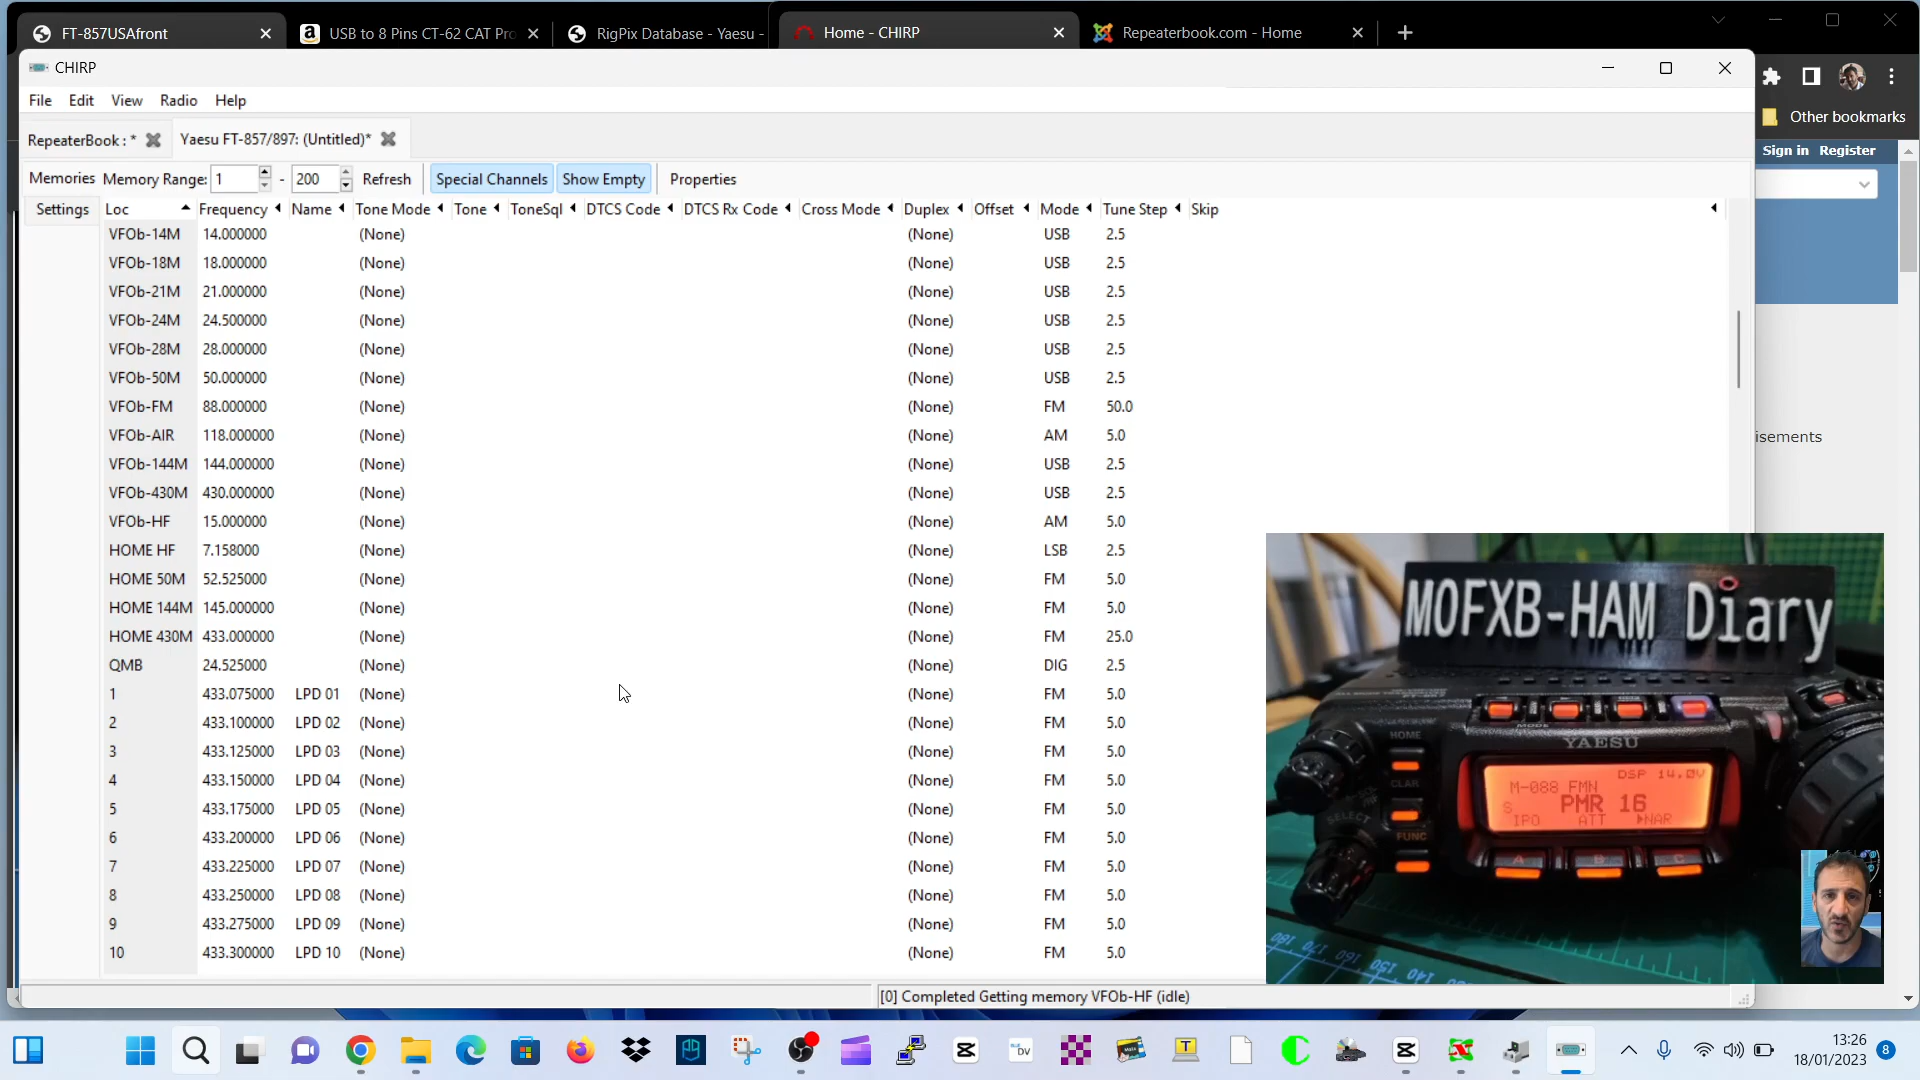 FT-857USAfront
USB to 8 Pins CT-62 CAT Pro
RigPix Database - Yaesu -
Home - CHIRP
Repeaterbook.com - Home
CHIRP
File Edit View Radio Help
Other bookmarks
RepeaterBook : *
Yaesu FT-857/897: (Untitled)*
Sign in Register
Memories Memory Range: 1 - 200 Refresh Special Channels Show Empty Properties
Settings
Loc Frequency Name Tone Mode Tone ToneSql DTCS Code DTCS Rx Code Cross Mode Duplex Offset Mode Tune Step Skip
VFOb-14M 14.000000 (None) (None) USB 2.5
VFOb-18M 18.000000 (None) (None) USB 2.5
VFOb-21M 21.000000 (None) (None) USB 2.5
VFOb-24M 24.500000 (None) (None) USB 2.5
VFOb-28M 28.000000 (None) (None) USB 2.5
VFOb-50M 50.000000 (None) (None) USB 2.5
VFOb-FM 88.000000 (None) (None) FM 50.0
VFOb-AIR 118.000000 (None) (None) AM 5.0
isements
VFOb-144M 144.000000 (None) (None) USB 2.5
VFOb-430M 430.000000 (None) (None) USB 2.5
VFOb-HF 15.000000 (None) (None) AM 5.0
HOME HF 7.158000 (None) (None) LSB 2.5
HOME 50M 52.525000 (None) (None) FM 5.0
HOME 144M 145.000000 (None) (None) FM 5.0
HOME 430M 433.000000 (None) (None) FM 25.0
QMB 24.525000 (None) (None) DIG 2.5
1 433.075000 LPD 01 (None) (None) FM 5.0
2 433.100000 LPD 02 (None) (None) FM 5.0
3 433.125000 LPD 03 (None) (None) FM 5.0
4 433.150000 LPD 04 (None) (None) FM 5.0
5 433.175000 LPD 05 (None) (None) FM 5.0
6 433.200000 LPD 06 (None) (None) FM 5.0
7 433.225000 LPD 07 (None) (None) FM 5.0
8 433.250000 LPD 08 (None) (None) FM 5.0
9 433.275000 LPD 09 (None) (None) FM 5.0
10 433.300000 LPD 10 (None) (None) FM 5.0
M0FXB-HAM Diary
MODE
HOME
YAESU
CLAR
DSP 14.0V
M-088 FMN
S PMR 16
IPO ATT NAR
SELECT
FUNC
A B C
180 170 160 150 140
[0] Completed Getting memory VFOb-HF (idle)
DV
T
13:26
18/01/2023
8